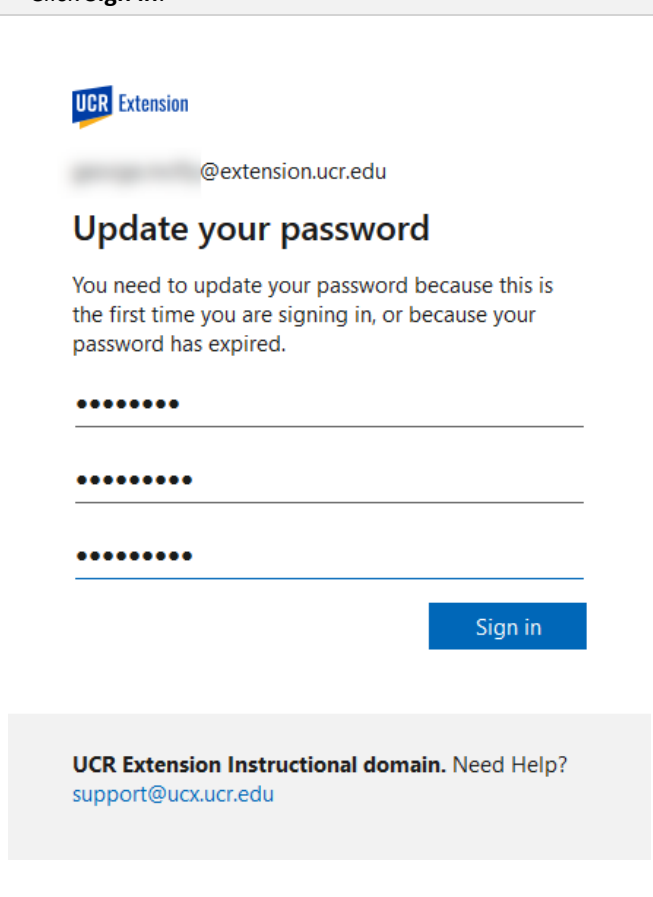 UCR Extension
@extension.ucr.edu
Update your password
You need to update your password because this is
the first time you are signing in, or because your
password has expired.
••••••••
•••••••••
•••••••••
Sign in
UCR Extension Instructional domain. Need Help?
support@ucx.ucr.edu